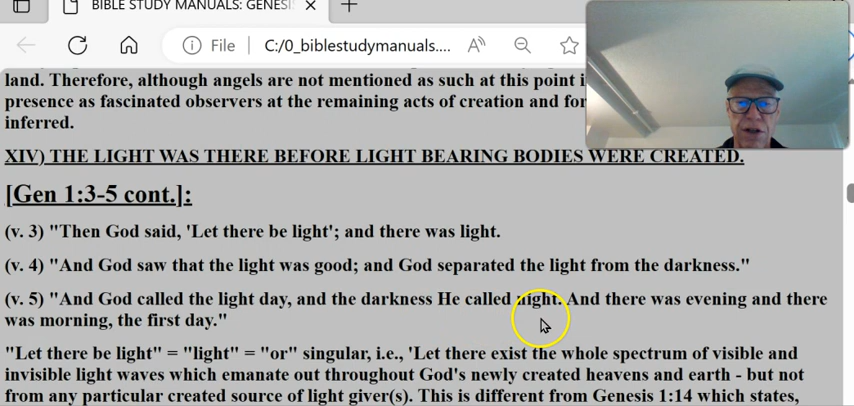 BIBLE STUDY MANUALS: GENESI
File C:/0_biblestudymanuals....
land. Therefore, although angels are not mentioned as such at this point i
presence as fascinated observers at the remaining acts of creation and for
inferred.
XIV) THE LIGHT WAS THERE BEFORE LIGHT BEARING BODIES WERE CREATED.
[Gen 1:3-5 cont.]:
(v. 3) "Then God said, 'Let there be light'; and there was light.
(v. 4) "And God saw that the light was good; and God separated the light from the darkness."
(v. 5) "And God called the light day, and the darkness He called night. And there was evening and there
was morning, the first day."
"Let there be light" = "light" = "or" singular, i.e., 'Let there exist the whole spectrum of visible and
invisible light waves which emanate out throughout God's newly created heavens and earth - but not
from any particular created source of light giver(s). This is different from Genesis 1:14 which states,